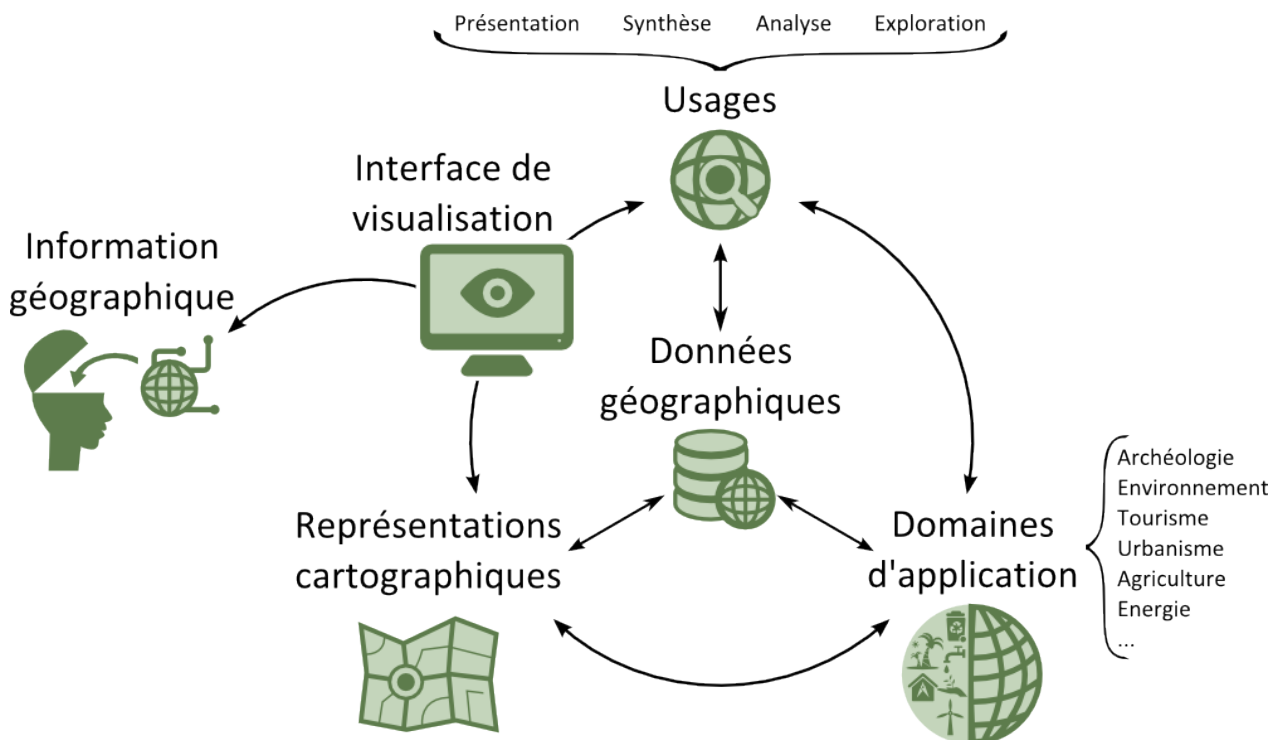 Présentation Synthèse Analyse Exploration
Usages
Interface de
visualisation
Information
géographique
Données
géographiques
Représentations
cartographiques
Domaines
d'application
Archéologie
Environnement
Tourisme
Urbanisme
Agriculture
Energie
...